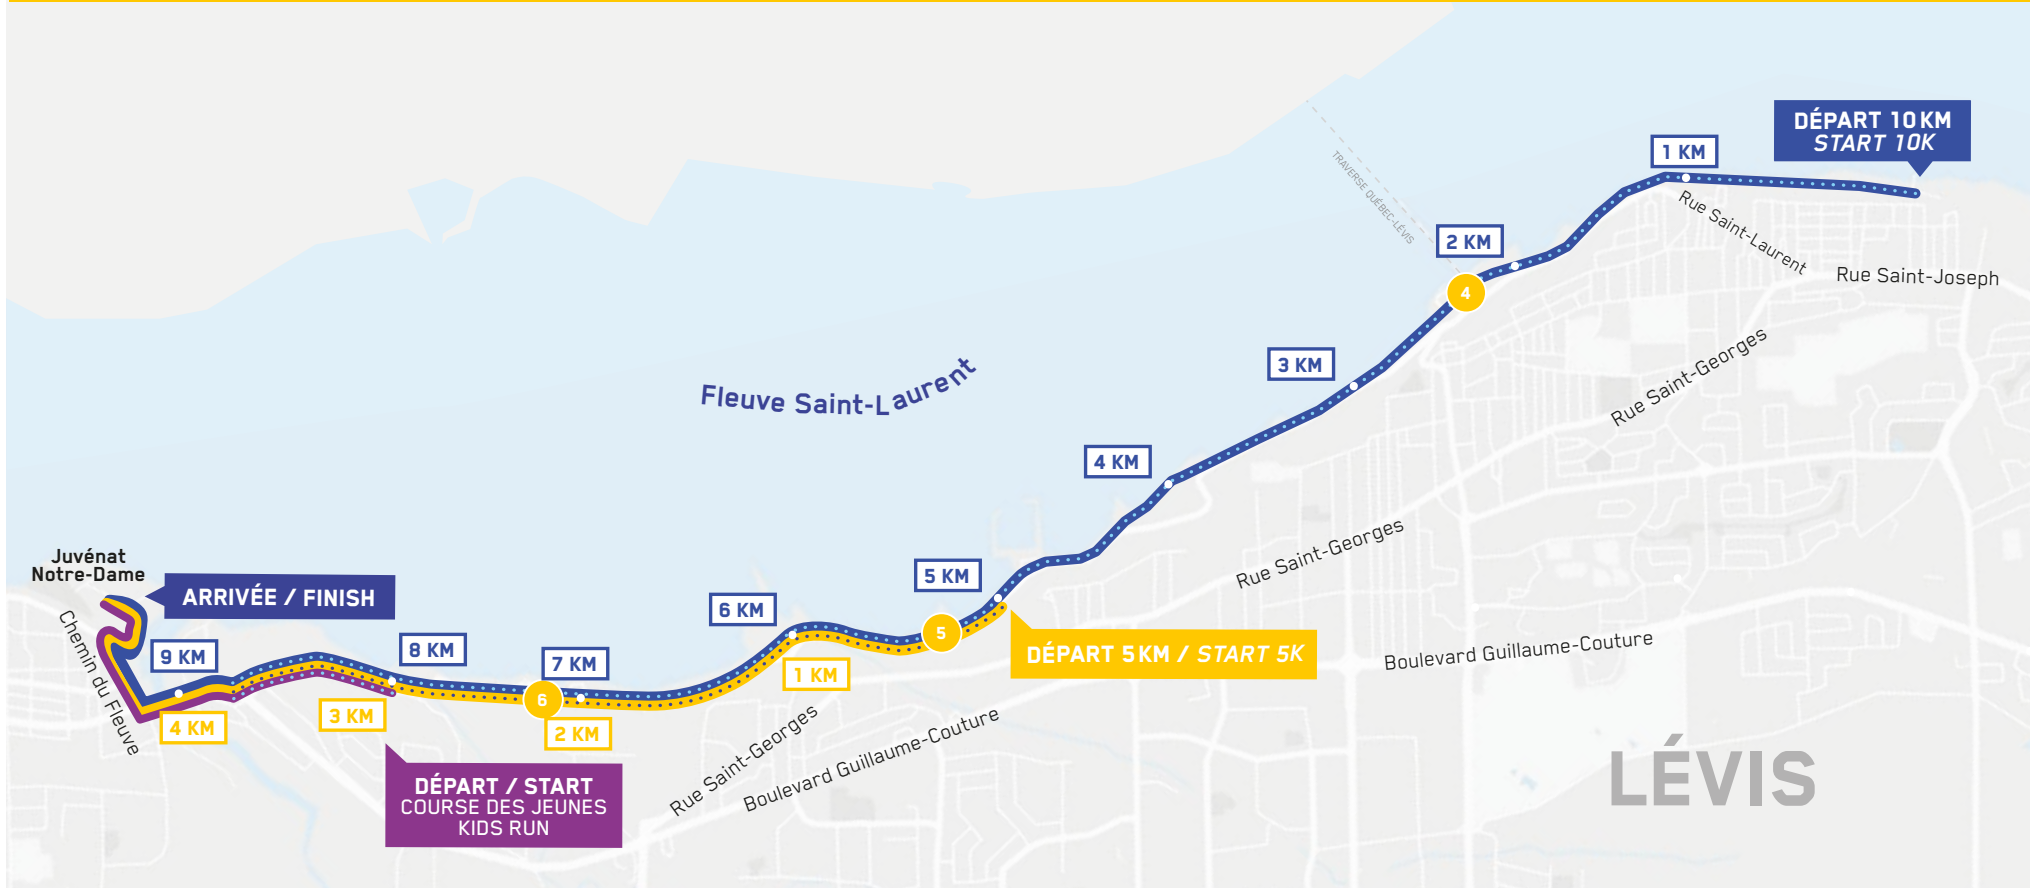 DÉPART 10 KM
START 10K
1 KM
TRAVERSE QUÉBEC-LÉVIS
Rue Saint-Laurent
2 KM
Rue Saint-Joseph
4
3 KM
Rue Saint-Georges
Fleuve Saint-Laurent
4 KM
Rue Saint-Georges
Juvénat
Notre-Dame
ARRIVÉE / FINISH
5 KM
6 KM
5
DÉPART 5 KM / START 5K
Boulevard Guillaume-Couture
Chemin du Fleuve
9 KM
8 KM
7 KM
1 KM
6
4 KM
3 KM
2 KM
Rue Saint-Georges
Boulevard Guillaume-Couture
LÉVIS
DÉPART / START
COURSE DES JEUNES
KIDS RUN